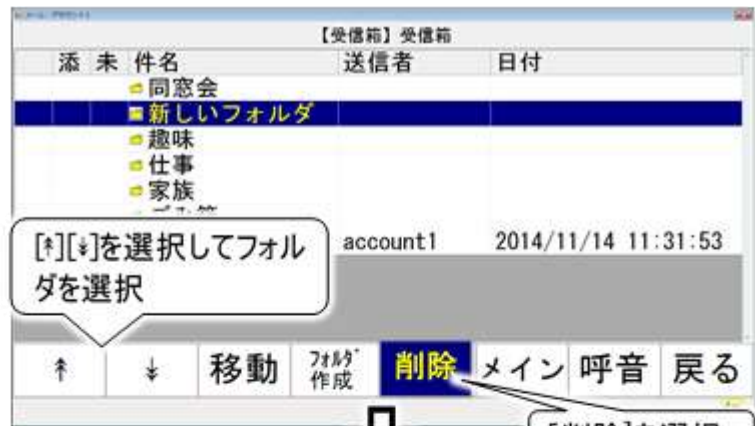 【受信箱】受信箱
添 未 件名 送信者 日付
同窓会
新しいフォルダ
趣味
仕事
家族
account1 2014/11/14 11:31:53
[↟][↡]を選択してフォル
ダを選択
↟ ↡ 移動 ﾌｫﾙﾀﾞ作成 削除 メイン 呼音 戻る